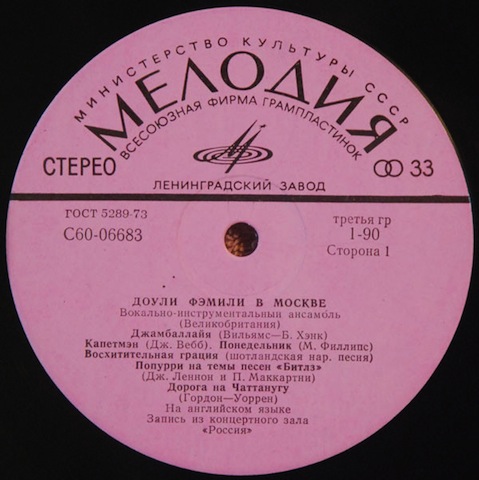 МИНИСТЕРСТВО КУЛЬТУРЫ СССР
МЕЛОДИЯ
ВСЕСОЮЗНАЯ ФИРМА ГРАМПЛАСТИНОК
СТЕРЕО 33
ЛЕНИНГРАДСКИЙ ЗАВОД
ГОСТ 5289-73 третья гр
С60-06683 1-90
Сторона 1
ДОУЛИ ФЭМИЛИ В МОСКВЕ
Вокально-инструментальный ансамбль
(Великобритания)
Джамбаллайя (Вильямс—Б. Хэнк)
Капетмэн (Дж. Вебб). Понедельник (М. Филлипс)
Восхитительная грация (шотландская нар. песня)
Попурри на темы песен «Битлз»
(Дж. Леннон и П. Маккартни)
Дорога на Чаттанугу
(Гордон—Уоррен)
На английском языке
Запись из концертного зала
«Россия»